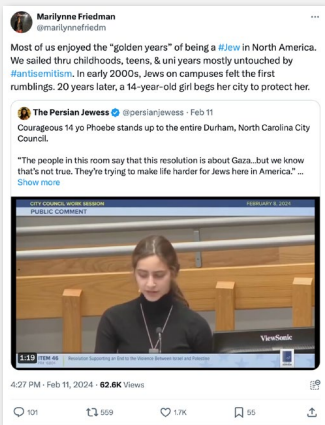 Marilynne Friedman
@marilynnefriedm
Most of us enjoyed the "golden years" of being a #Jew in North America.
We sailed thru childhoods, teens, & uni years mostly untouched by
#antisemitism. In early 2000s, Jews on campuses felt the first
rumblings. 20 years later, a 14-year-old girl begs her city to protect her.
The Persian Jewess @persianjewess · Feb 11
Courageous 14 yo Phoebe stands up to the entire Durham, North Carolina City
Council.
"The people in this room say that this resolution is about Gaza...but we know
that's not true. They're trying to make life harder for Jews here in America." ...
Show more
CITY COUNCIL WORK SESSION
FEBRUARY 8, 2024
PUBLIC COMMENT
ViewSonic
1:19
ITEM 46
Resolution Supporting an End to the Violence Between Israel and Palestine
4:27 PM · Feb 11, 2024 · 62.6K Views
101
559
1.7K
55